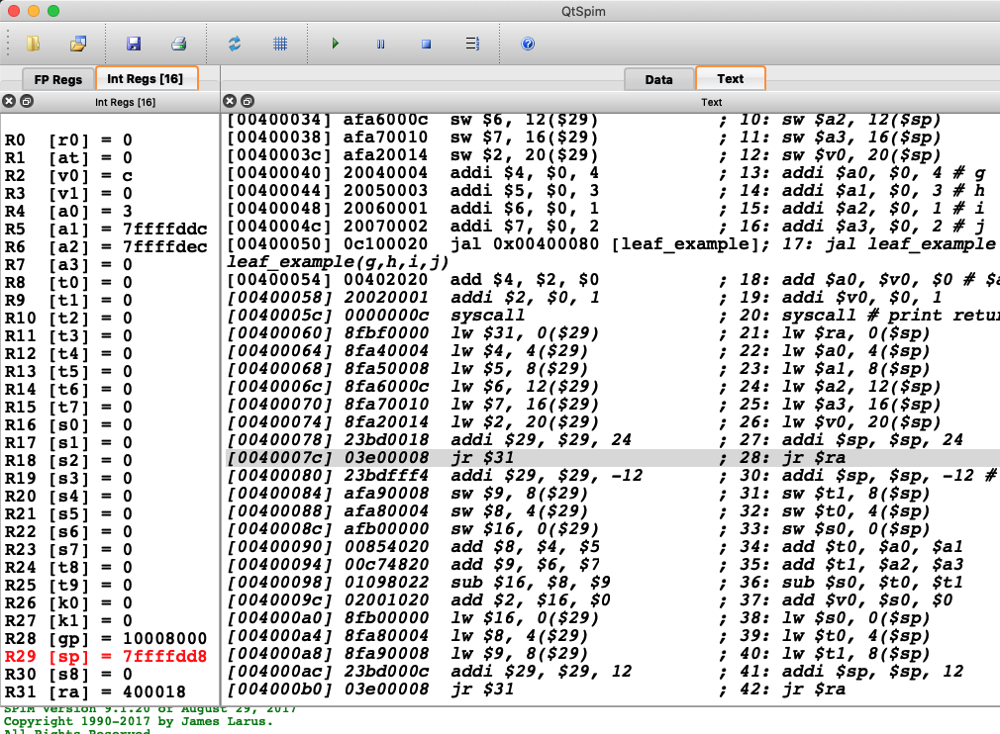 QtSpim
FP Regs
Int Regs [16]
Data
Text
Int Regs [16]
Text
R0 [r0] = 0
R1 [at] = 0
R2 [v0] = c
R3 [v1] = 0
R4 [a0] = 3
R5 [a1] = 7ffffddc
R6 [a2] = 7ffffdec
R7 [a3] = 0
R8 [t0] = 0
R9 [t1] = 0
R10 [t2] = 0
R11 [t3] = 0
R12 [t4] = 0
R13 [t5] = 0
R14 [t6] = 0
R15 [t7] = 0
R16 [s0] = 0
R17 [s1] = 0
R18 [s2] = 0
R19 [s3] = 0
R20 [s4] = 0
R21 [s5] = 0
R22 [s6] = 0
R23 [s7] = 0
R24 [t8] = 0
R25 [t9] = 0
R26 [k0] = 0
R27 [k1] = 0
R28 [gp] = 10008000
R29 [sp] = 7ffffdd8
R30 [s8] = 0
R31 [ra] = 400018
[00400034] afa6000c sw $6, 12($29) ; 10: sw $a2, 12($sp)
[00400038] afa70010 sw $7, 16($29) ; 11: sw $a3, 16($sp)
[0040003c] afa20014 sw $2, 20($29) ; 12: sw $v0, 20($sp)
[00400040] 20040004 addi $4, $0, 4 ; 13: addi $a0, $0, 4 # g
[00400044] 20050003 addi $5, $0, 3 ; 14: addi $a1, $0, 3 # h
[00400048] 20060001 addi $6, $0, 1 ; 15: addi $a2, $0, 1 # i
[0040004c] 20070002 addi $7, $0, 2 ; 16: addi $a3, $0, 2 # j
[00400050] 0c100020 jal 0x00400080 [leaf_example]; 17: jal leaf_example
leaf_example(g,h,i,j)
[00400054] 00402020 add $4, $2, $0 ; 18: add $a0, $v0, $0 # $a
[00400058] 20020001 addi $2, $0, 1 ; 19: addi $v0, $0, 1
[0040005c] 0000000c syscall ; 20: syscall # print retur
[00400060] 8fbf0000 lw $31, 0($29) ; 21: lw $ra, 0($sp)
[00400064] 8fa40004 lw $4, 4($29) ; 22: lw $a0, 4($sp)
[00400068] 8fa50008 lw $5, 8($29) ; 23: lw $a1, 8($sp)
[0040006c] 8fa6000c lw $6, 12($29) ; 24: lw $a2, 12($sp)
[00400070] 8fa70010 lw $7, 16($29) ; 25: lw $a3, 16($sp)
[00400074] 8fa20014 lw $2, 20($29) ; 26: lw $v0, 20($sp)
[00400078] 23bd0018 addi $29, $29, 24 ; 27: addi $sp, $sp, 24
[0040007c] 03e00008 jr $31 ; 28: jr $ra
[00400080] 23bdfff4 addi $29, $29, -12 ; 30: addi $sp, $sp, -12 #
[00400084] afa90008 sw $9, 8($29) ; 31: sw $t1, 8($sp)
[00400088] afa80004 sw $8, 4($29) ; 32: sw $t0, 4($sp)
[0040008c] afb00000 sw $16, 0($29) ; 33: sw $s0, 0($sp)
[00400090] 00854020 add $8, $4, $5 ; 34: add $t0, $a0, $a1
[00400094] 00c74820 add $9, $6, $7 ; 35: add $t1, $a2, $a3
[00400098] 01098022 sub $16, $8, $9 ; 36: sub $s0, $t0, $t1
[0040009c] 02001020 add $2, $16, $0 ; 37: add $v0, $s0, $0
[004000a0] 8fb00000 lw $16, 0($29) ; 38: lw $s0, 0($sp)
[004000a4] 8fa80004 lw $8, 4($29) ; 39: lw $t0, 4($sp)
[004000a8] 8fa90008 lw $9, 8($29) ; 40: lw $t1, 8($sp)
[004000ac] 23bd000c addi $29, $29, 12 ; 41: addi $sp, $sp, 12
[004000b0] 03e00008 jr $31 ; 42: jr $ra
SPIM Version 9.1.20 of August 29, 2017
Copyright 1990-2017 by James Larus.
All Rights Reserved.